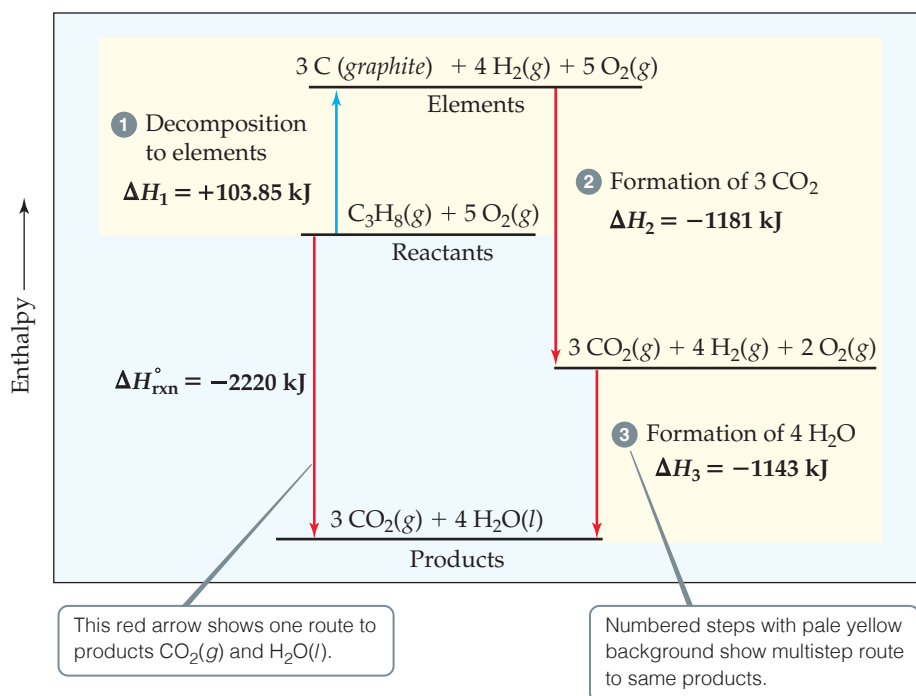 3 C (graphite) + 4 H₂(g) + 5 O₂(g)
Elements
1 Decomposition
to elements
ΔH₁ = +103.85 kJ
2 Formation of 3 CO₂
ΔH₂ = −1181 kJ
C₃H₈(g) + 5 O₂(g)
Reactants
Enthalpy
3 CO₂(g) + 4 H₂(g) + 2 O₂(g)
ΔH°rxn = −2220 kJ
3 Formation of 4 H₂O
ΔH₃ = −1143 kJ
3 CO₂(g) + 4 H₂O(l)
Products
This red arrow shows one route to
products CO₂(g) and H₂O(l).
Numbered steps with pale yellow
background show multistep route
to same products.